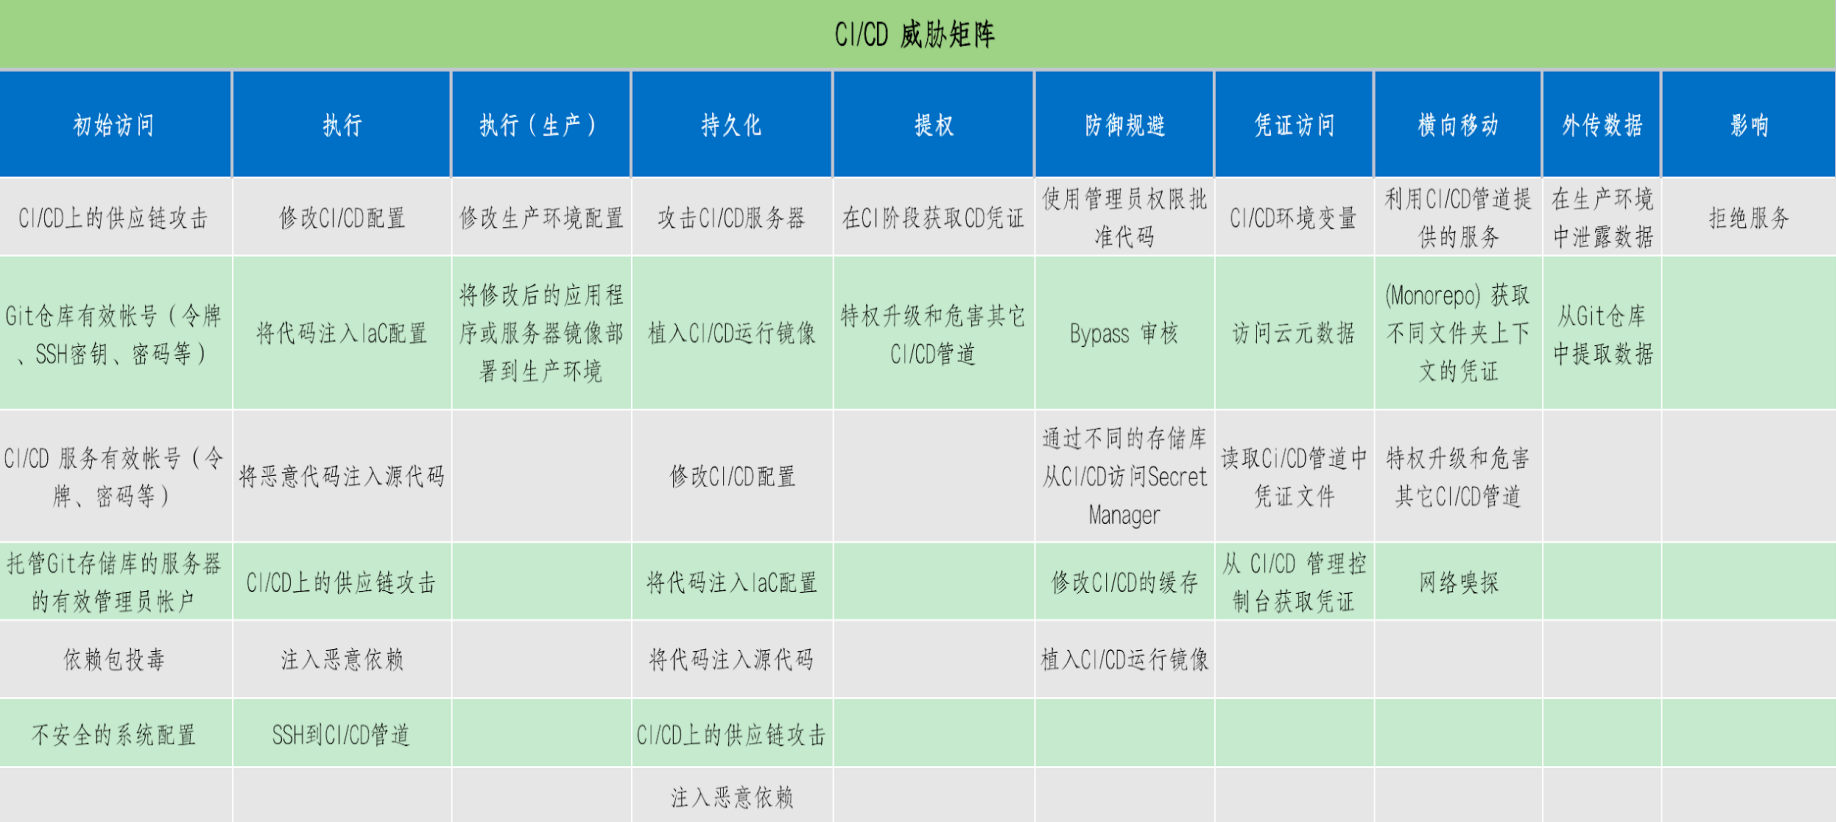 CI/CD 威胁矩阵
初始访问
执行
执行（生产）
持久化
提权
防御规避
凭证访问
横向移动
外传数据
影响
CI/CD上的供应链攻击
修改CI/CD配置
修改生产环境配置
攻击CI/CD服务器
在CI阶段获取CD凭证
使用管理员权限批
准代码
CI/CD环境变量
利用CI/CD管道提
供的服务
在生产环境
中泄露数据
拒绝服务
Git仓库有效帐号（令牌
、SSH密钥、密码等）
将代码注入IaC配置
将修改后的应用程
序或服务器镜像部
署到生产环境
植入CI/CD运行镜像
特权升级和危害其它
CI/CD管道
Bypass 审核
访问云元数据
(Monorepo) 获取
不同文件夹上下
文的凭证
从Git仓库
中提取数据
CI/CD 服务有效帐号（令
牌、密码等）
将恶意代码注入源代码
修改CI/CD配置
通过不同的存储库
从CI/CD访问Secret
Manager
读取Ci/CD管道中
凭证文件
特权升级和危害
其它CI/CD管道
托管Git存储库的服务器
的有效管理员帐户
CI/CD上的供应链攻击
将代码注入IaC配置
修改CI/CD的缓存
从 CI/CD 管理控
制台获取凭证
网络嗅探
依赖包投毒
注入恶意依赖
将代码注入源代码
植入CI/CD运行镜像
不安全的系统配置
SSH到CI/CD管道
CI/CD上的供应链攻击
注入恶意依赖